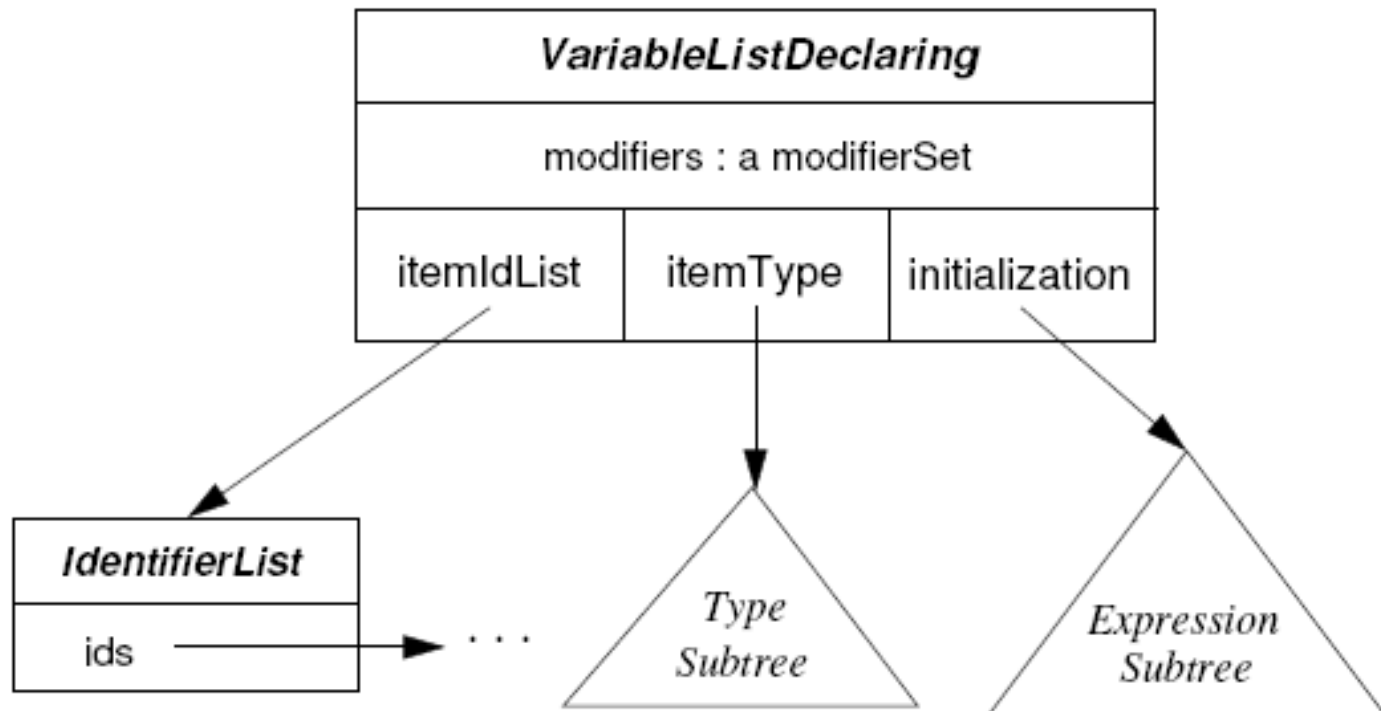 VariableListDeclaring
modifiers : a modifierSet
itemIdList
itemType
initialization
IdentifierList
ids
. . .
Type
Subtree
Expression
Subtree